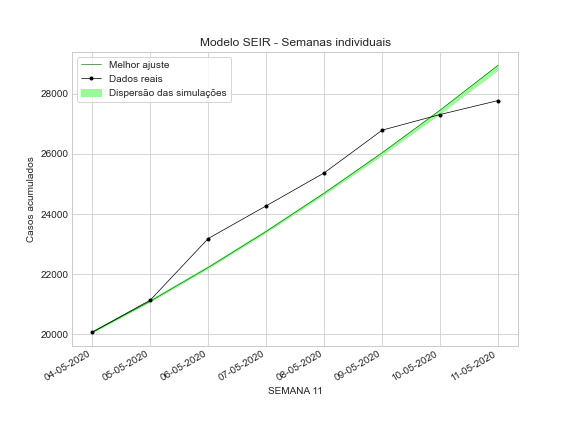 Modelo SEIR - Semanas individuais
Melhor ajuste
Dados reais
Dispersão das simulações
Casos acumulados
28000
26000
24000
22000
20000
04-05-2020
05-05-2020
06-05-2020
07-05-2020
08-05-2020
09-05-2020
10-05-2020
11-05-2020
SEMANA 11